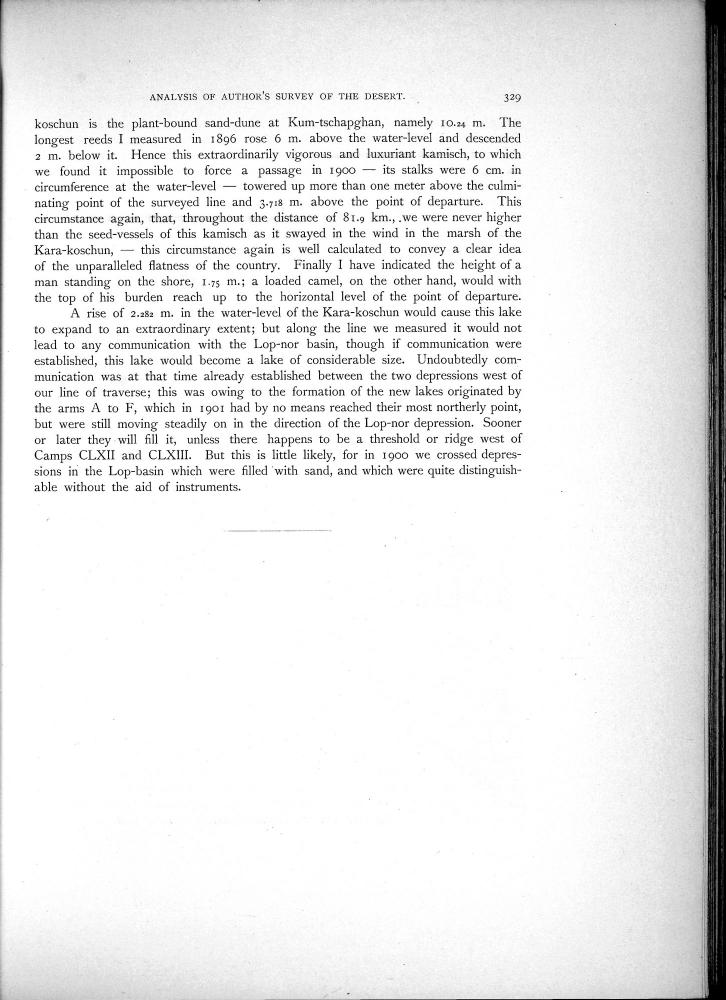 ANALYSIS OF AUTHOR'S SURVEY OF THE DESERT. 329
koschun is the plant-bound sand-dune at Kum-tschapghan, namely 10.24 m. The
longest reeds I measured in 1896 rose 6 m. above the water-level and descended
2 m. below it. Hence this extraordinarily vigorous and luxuriant kamisch, to which
we found it impossible to force a passage in 1900 — its stalks were 6 cm. in
circumference at the water-level — towered up more than one meter above the culmi-
nating point of the surveyed line and 3.718 m. above the point of departure. This
circumstance again, that, throughout the distance of 81.9 km., we were never higher
than the seed-vessels of this kamisch as it swayed in the wind in the marsh of the
Kara-koschun, — this circumstance again is well calculated to convey a clear idea
of the unparalleled flatness of the country. Finally I have indicated the height of a
man standing on the shore, 1.75 m.; a loaded camel, on the other hand, would with
the top of his burden reach up to the horizontal level of the point of departure.
A rise of 2.282 m. in the water-level of the Kara-koschun would cause this lake
to expand to an extraordinary extent; but along the line we measured it would not
lead to any communication with the Lop-nor basin, though if communication were
established, this lake would become a lake of considerable size. Undoubtedly com-
munication was at that time already established between the two depressions west of
our line of traverse; this was owing to the formation of the new lakes originated by
the arms A to F, which in 1901 had by no means reached their most northerly point,
but were still moving steadily on in the direction of the Lop-nor depression. Sooner
or later they will fill it, unless there happens to be a threshold or ridge west of
Camps CLXII and CLXIII. But this is little likely, for in 1900 we crossed depres-
sions in the Lop-basin which were filled with sand, and which were quite distinguish-
able without the aid of instruments.